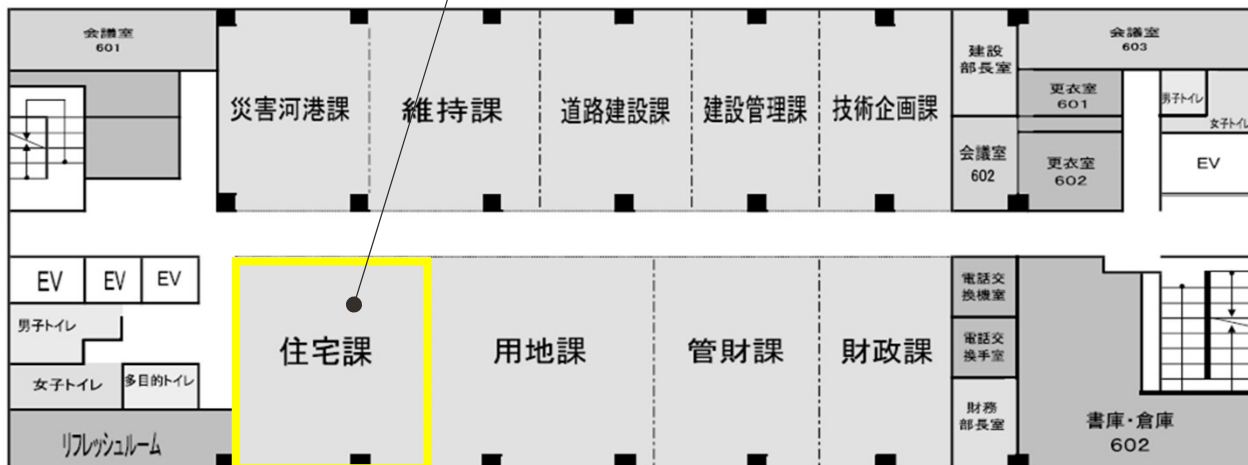 会議室
601
災害河港課
維持課
道路建設課
建設管理課
技術企画課
建設
部長室
会議室
602
会議室
603
更衣室
601
更衣室
602
男子トイレ
女子トイレ
EV
EV
EV
EV
男子トイレ
女子トイレ
多目的トイレ
リフレッシュルーム
住宅課
用地課
管財課
財政課
電話交
換機室
電話交
換手室
財務
部長室
書庫・倉庫
602